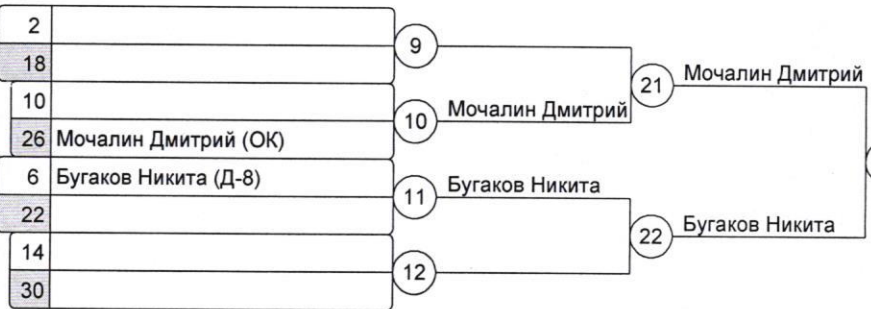 2
9
18
21 Мочалин Дмитрий
10
10 Мочалин Дмитрий
26 Мочалин Дмитрий (ОК)
6 Бугаков Никита (Д-8)
11 Бугаков Никита
22
22 Бугаков Никита
14
12
30